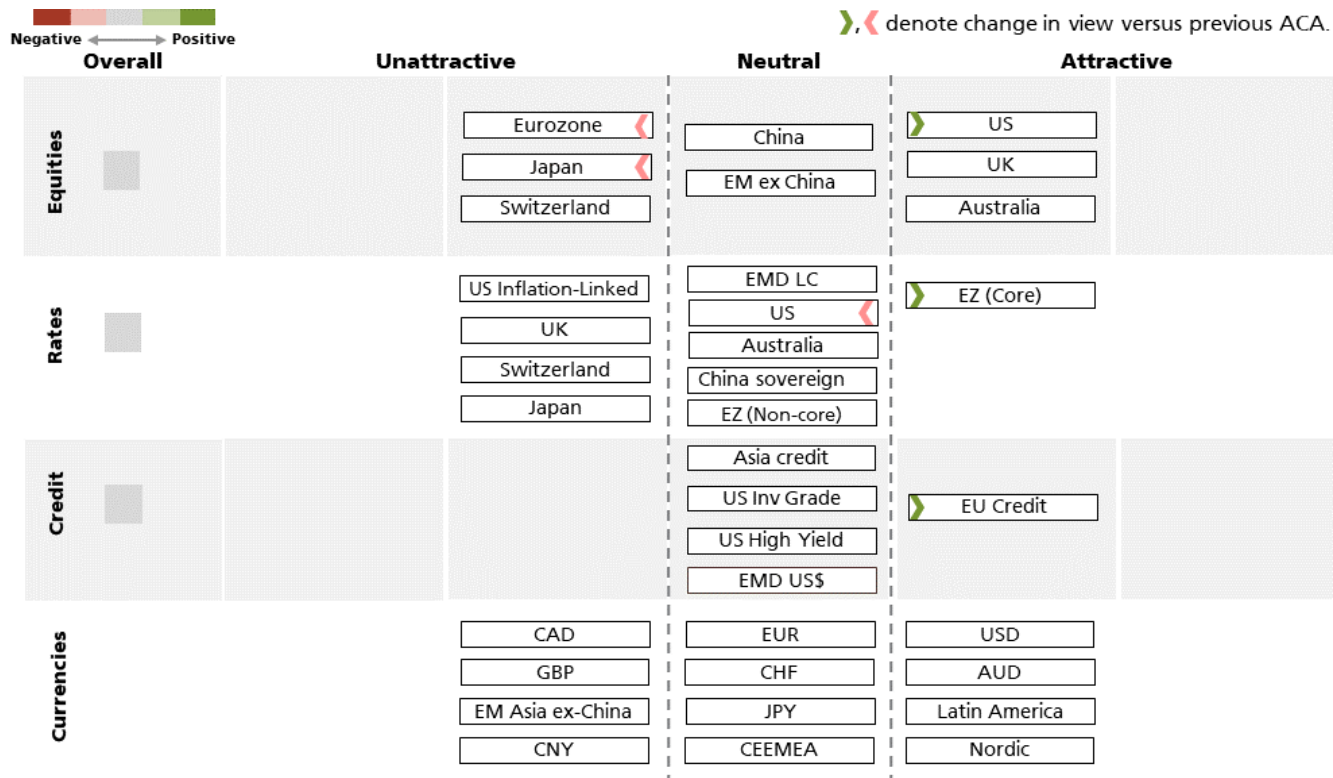 Negative Positive
❯,❮ denote change in view versus previous ACA.
Overall Unattractive Neutral Attractive
Equities
Eurozone
Japan
Switzerland
China
EM ex China
US
UK
Australia
Rates
US Inflation-Linked
UK
Switzerland
Japan
EMD LC
US
Australia
China sovereign
EZ (Non-core)
EZ (Core)
Credit
Asia credit
US Inv Grade
US High Yield
EMD US$
EU Credit
Currencies
CAD
GBP
EM Asia ex-China
CNY
EUR
CHF
JPY
CEEMEA
USD
AUD
Latin America
Nordic